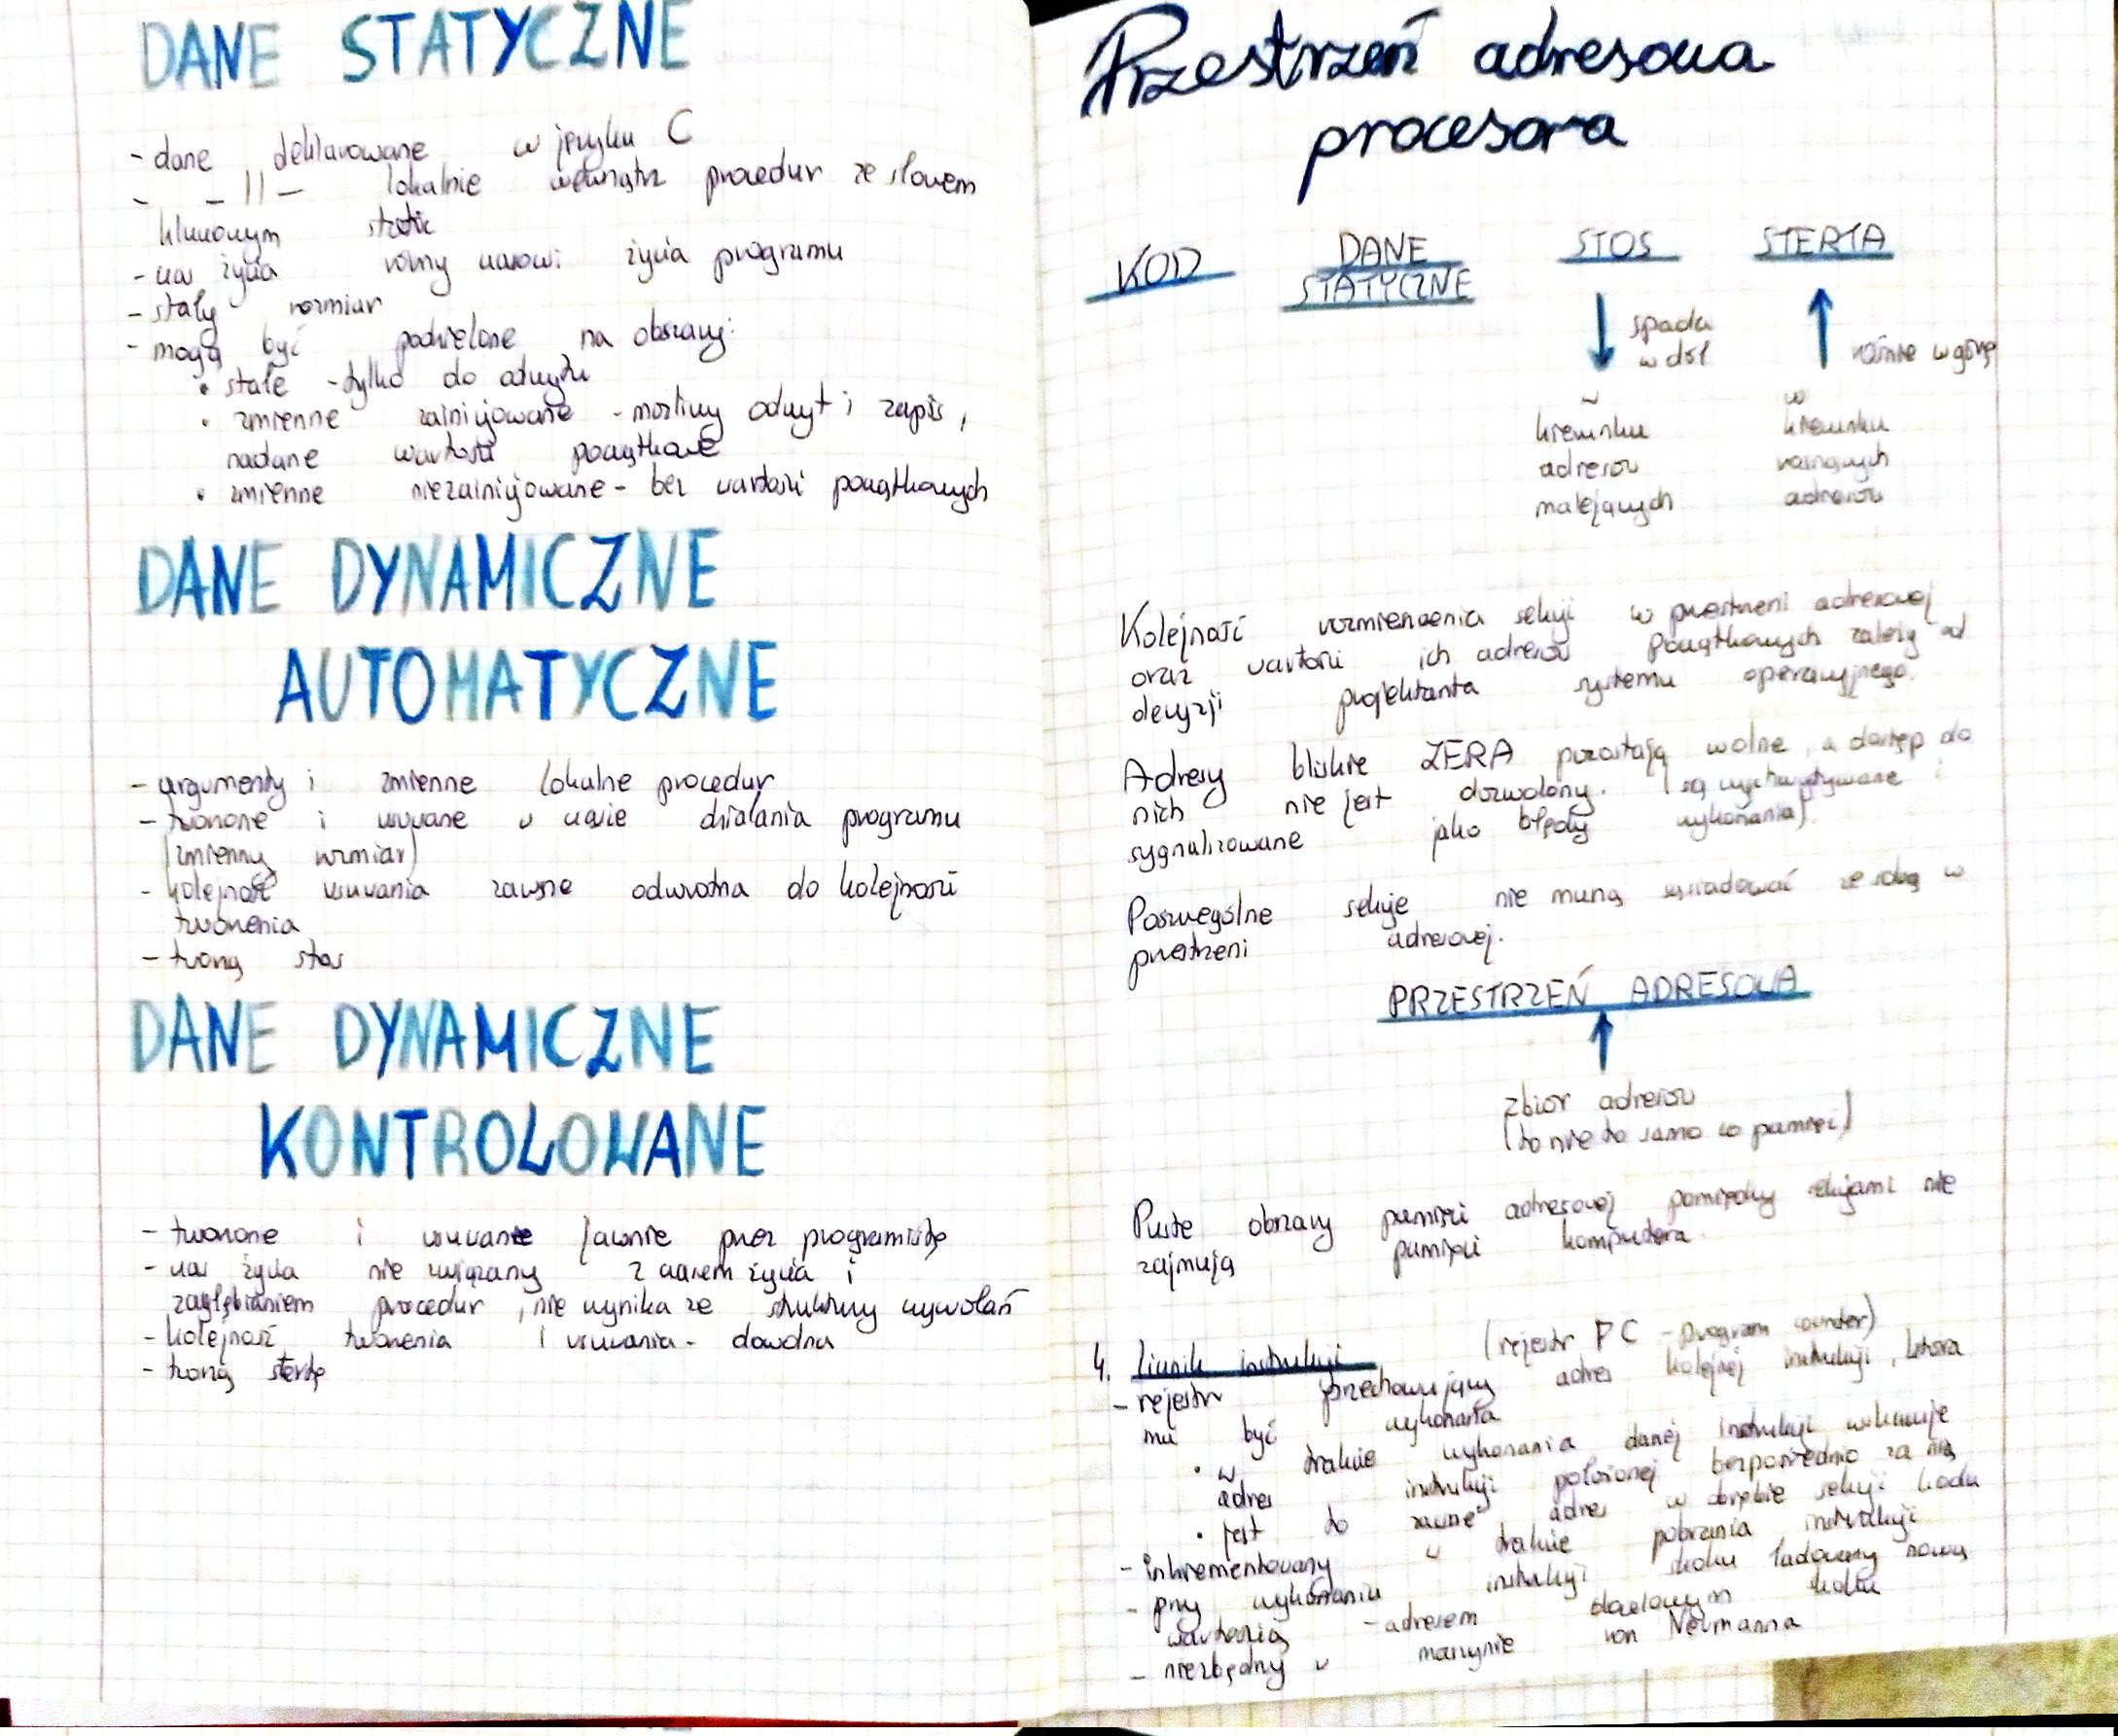 DANE STATYCZNE
- dane deklarowane w języku C
- - || - lokalnie wewnątrz procedur ze słowem
kluczowym static
- czas życia równy czasowi życia programu
- stały rozmiar
- mogą być podzielone na obszary:
• stałe - tylko do odczytu
• zmienne zainicjowane - możliwy odczyt i zapis,
nadane wartości początkowe
• zmienne niezainicjowane - bez wartości początkowych
DANE DYNAMICZNE
AUTOMATYCZNE
- argumenty i zmienne lokalne procedur
- tworzone i usuwane w czasie działania programu
(zmienny rozmiar)
- kolejność usuwania zawsze odwrotna do kolejności
tworzenia
- tworzą stos
DANE DYNAMICZNE
KONTROLOWANE
- tworzone i usuwane jawnie przez programistę
- czas życia nie związany z czasem życia i
zagłębianiem procedur, nie wynika ze struktury wywołań
- kolejność tworzenia i usuwania - dowolna
- tworzą stertę
Przestrzeń adresowa
procesora
KOD DANE STATYCZNE STOS STERTA
spada
w dół
rośnie w górę
w
kierunku
adresów
malejących
w
kierunku
rosnących
adresów
Kolejność rozmieszczenia sekcji w przestrzeni adresowej
oraz wartości ich adresów początkowych zależy od
decyzji projektanta systemu operacyjnego.
Adresy bliskie ZERA pozostają wolne, a dostęp do
nich nie jest dozwolony. (są wychwytywane i
sygnalizowane jako błędy wykonania)
Poszczególne sekcje nie muszą sąsiadować ze sobą w
przestrzeni adresowej.
PRZESTRZEŃ ADRESOWA
zbiór adresów
(to nie to samo co pamięć)
Puste obszary pamięci adresowej pomiędzy sekcjami nie
zajmują pamięci komputera.
4. Licznik instrukcji (rejestr PC - program counter)
- rejestr przechowujący adres kolejnej instrukcji, która
ma być wykonana
• w trakcie wykonania danej instrukcji wskazuje
adres instrukcji położonej bezpośrednio za nią
• jest to zawsze adres w obrębie sekcji kodu
- inkrementowany w trakcie pobrania instrukcji
- przy wykonaniu instrukcji skoku ładowany nową
wartością - adresem docelowym skoku
- niezbędny w maszynie von Neumanna